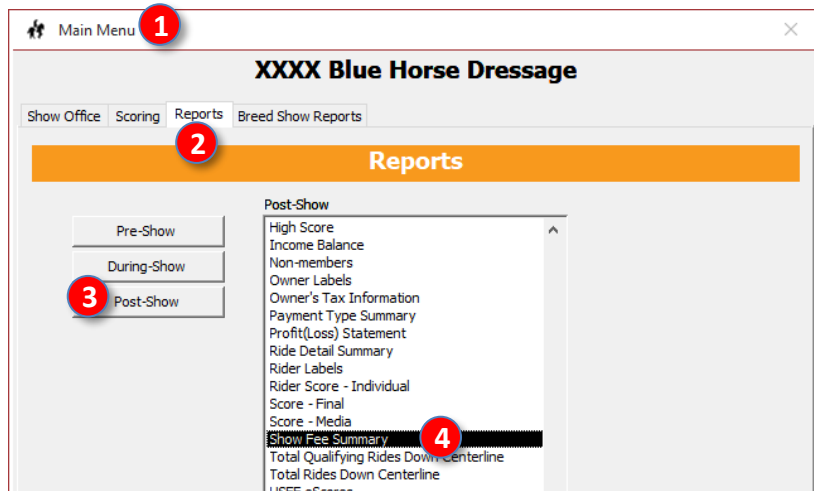 Main Menu 1
XXXX Blue Horse Dressage
Show Office Scoring Reports Breed Show Reports
2
Reports
Post-Show
Pre-Show
During-Show
3 Post-Show
High Score
Income Balance
Non-members
Owner Labels
Owner's Tax Information
Payment Type Summary
Profit(Loss) Statement
Ride Detail Summary
Rider Labels
Rider Score - Individual
Score - Final
Score - Media
Show Fee Summary 4
Total Qualifying Rides Down Centerline
Total Rides Down Centerline